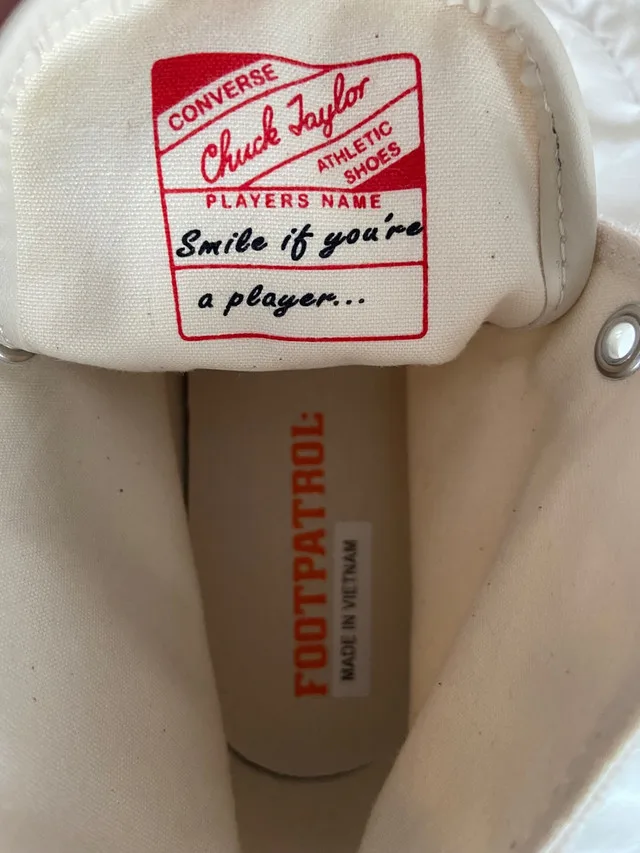 CONVERSE
Chuck Taylor
ATHLETIC
SHOES
PLAYERS NAME
Smile if you're
a player...
FOOTPATROL:
MADE IN VIETNAM